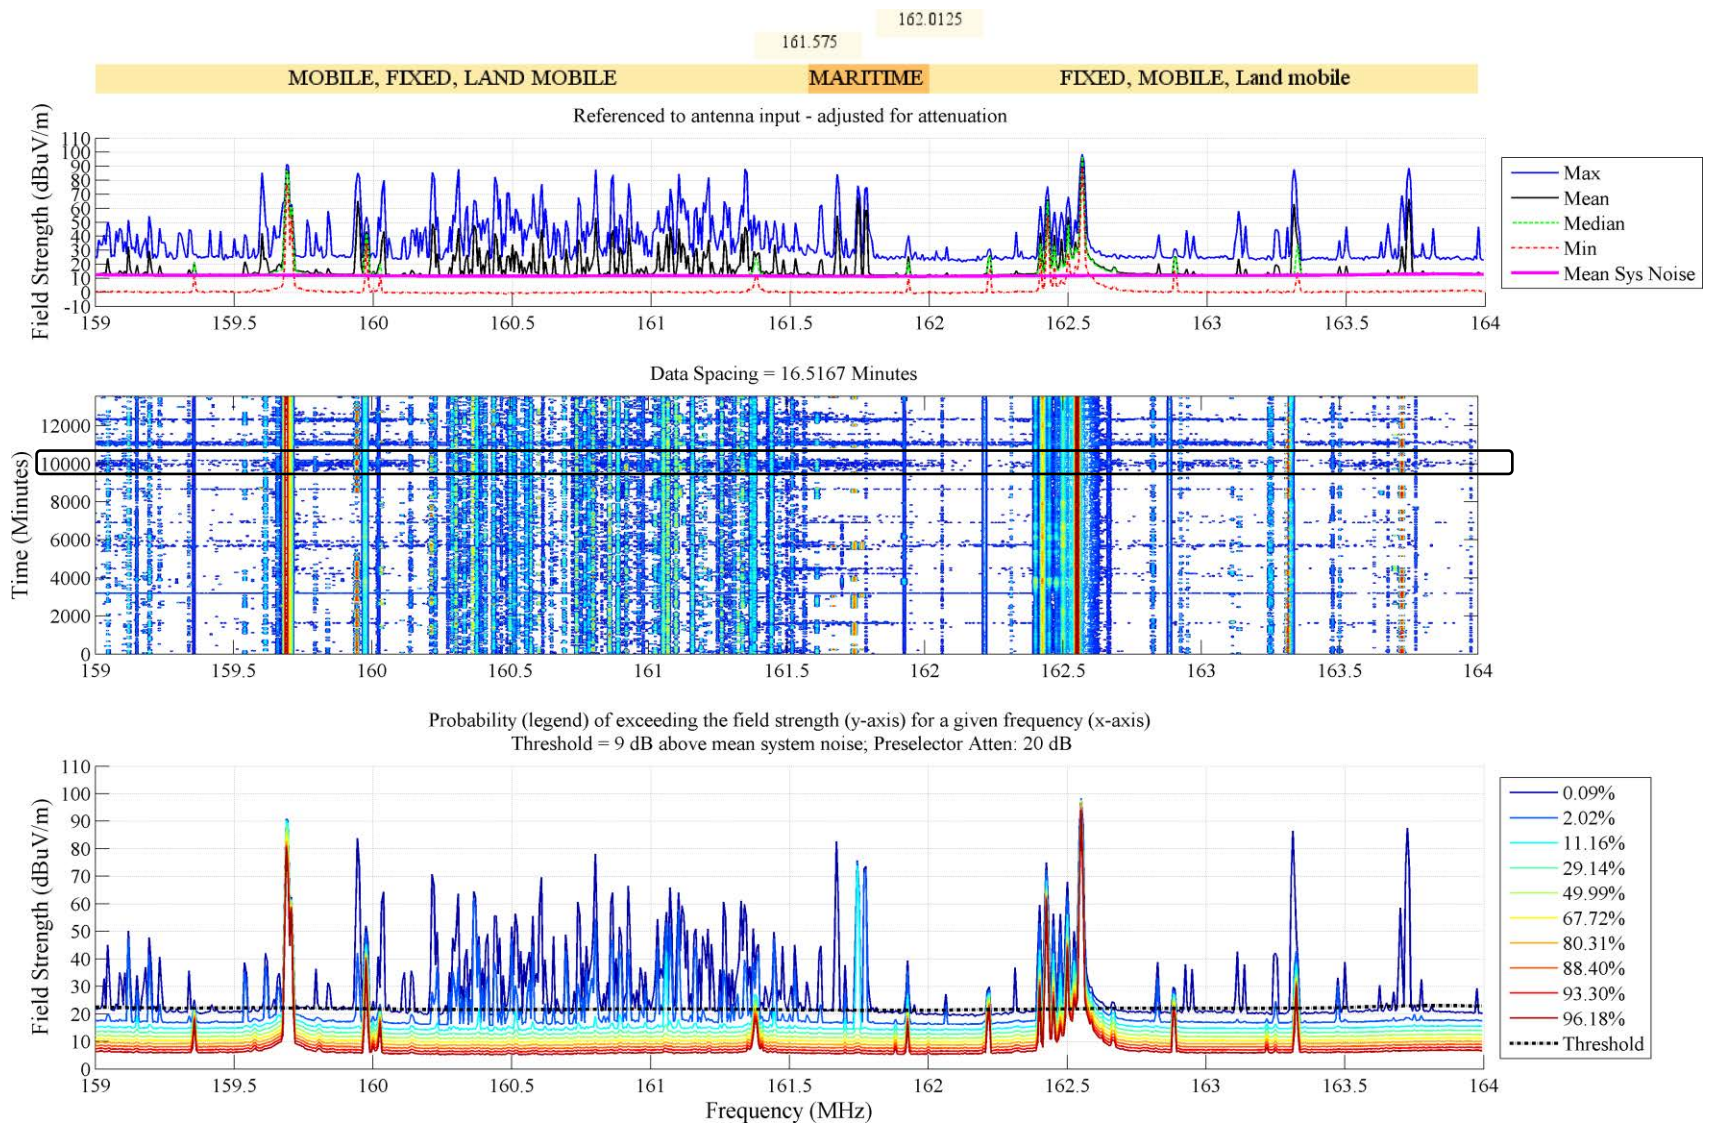 162.0125
161.575
MOBILE, FIXED, LAND MOBILE MARITIME FIXED, MOBILE, Land mobile
Referenced to antenna input - adjusted for attenuation
Field Strength (dBuV/m)
110
100
90
80
70
60
50
40
30
20
10
0
-10
159 159.5 160 160.5 161 161.5 162 162.5 163 163.5 164
Max
Mean
Median
Min
Mean Sys Noise
Data Spacing = 16.5167 Minutes
Time (Minutes)
12000
10000
8000
6000
4000
2000
0
159 159.5 160 160.5 161 161.5 162 162.5 163 163.5 164
Probability (legend) of exceeding the field strength (y-axis) for a given frequency (x-axis)
Threshold = 9 dB above mean system noise; Preselector Atten: 20 dB
Field Strength (dBuV/m)
110
100
90
80
70
60
50
40
30
20
10
0
159 159.5 160 160.5 161 161.5 162 162.5 163 163.5 164
Frequency (MHz)
0.09%
2.02%
11.16%
29.14%
49.99%
67.72%
80.31%
88.40%
93.30%
96.18%
Threshold